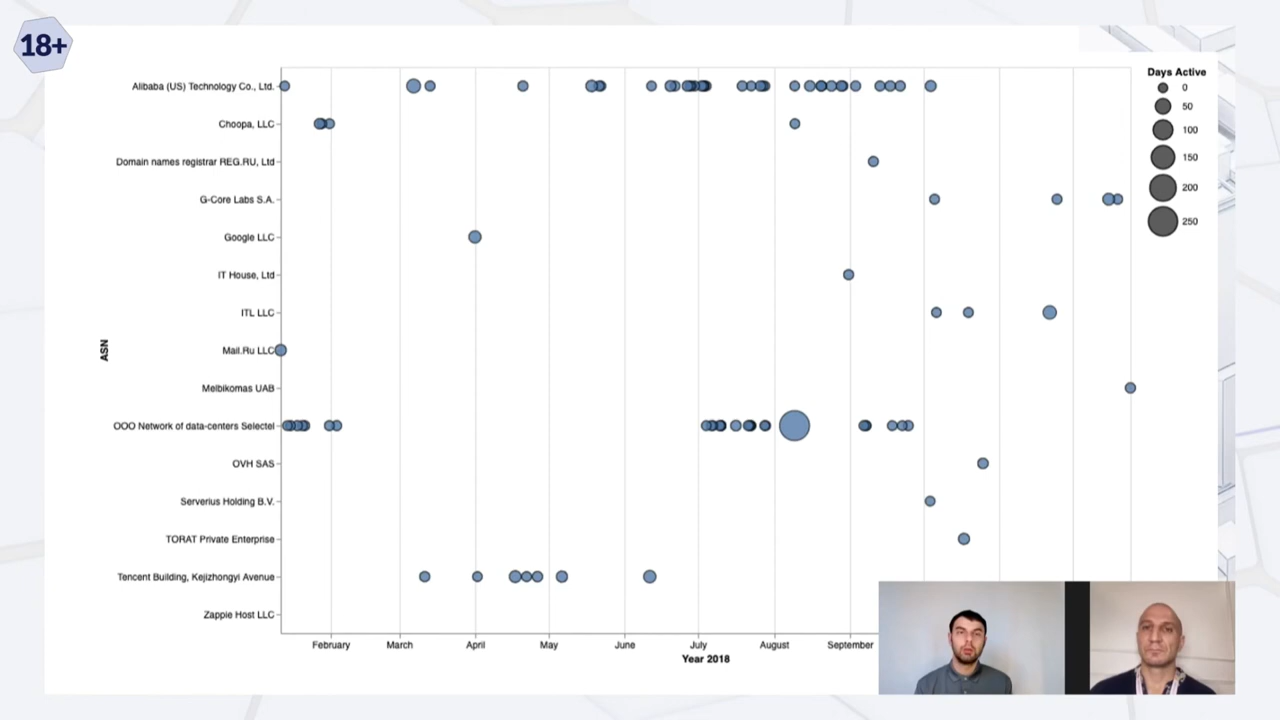 18+
Days Active
0
50
100
150
200
250
Alibaba (US) Technology Co., Ltd.
Choopa, LLC
Domain names registrar REG.RU, Ltd
G-Core Labs S.A.
Google LLC
IT House, Ltd
ITL LLC
Mail.Ru LLC
Melbikomas UAB
OOO Network of data-centers Selectel
OVH SAS
Serverius Holding B.V.
TORAT Private Enterprise
Tencent Building, Kejizhongyi Avenue
Zappie Host LLC
ASN
February March April May June July August September
Year 2018